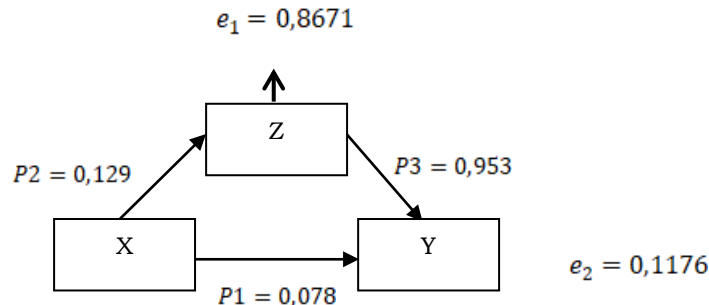 e₁ = 0,8671
Z
P2 = 0,129
P3 = 0,953
X
Y
e₂ = 0,1176
P1 = 0,078